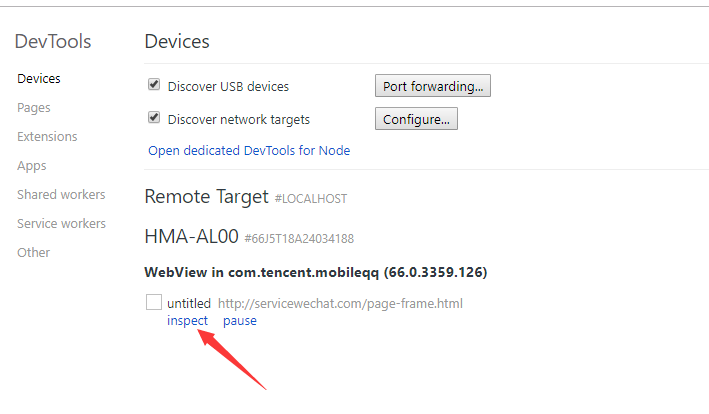 DevTools
Devices
Pages
Extensions
Apps
Shared workers
Service workers
Other
Devices
Discover USB devices
Port forwarding...
Discover network targets
Configure...
Open dedicated DevTools for Node
Remote Target #LOCALHOST
HMA-AL00 #66J5T18A24034188
WebView in com.tencent.mobileqq (66.0.3359.126)
untitled http://servicewechat.com/page-frame.html
inspect pause